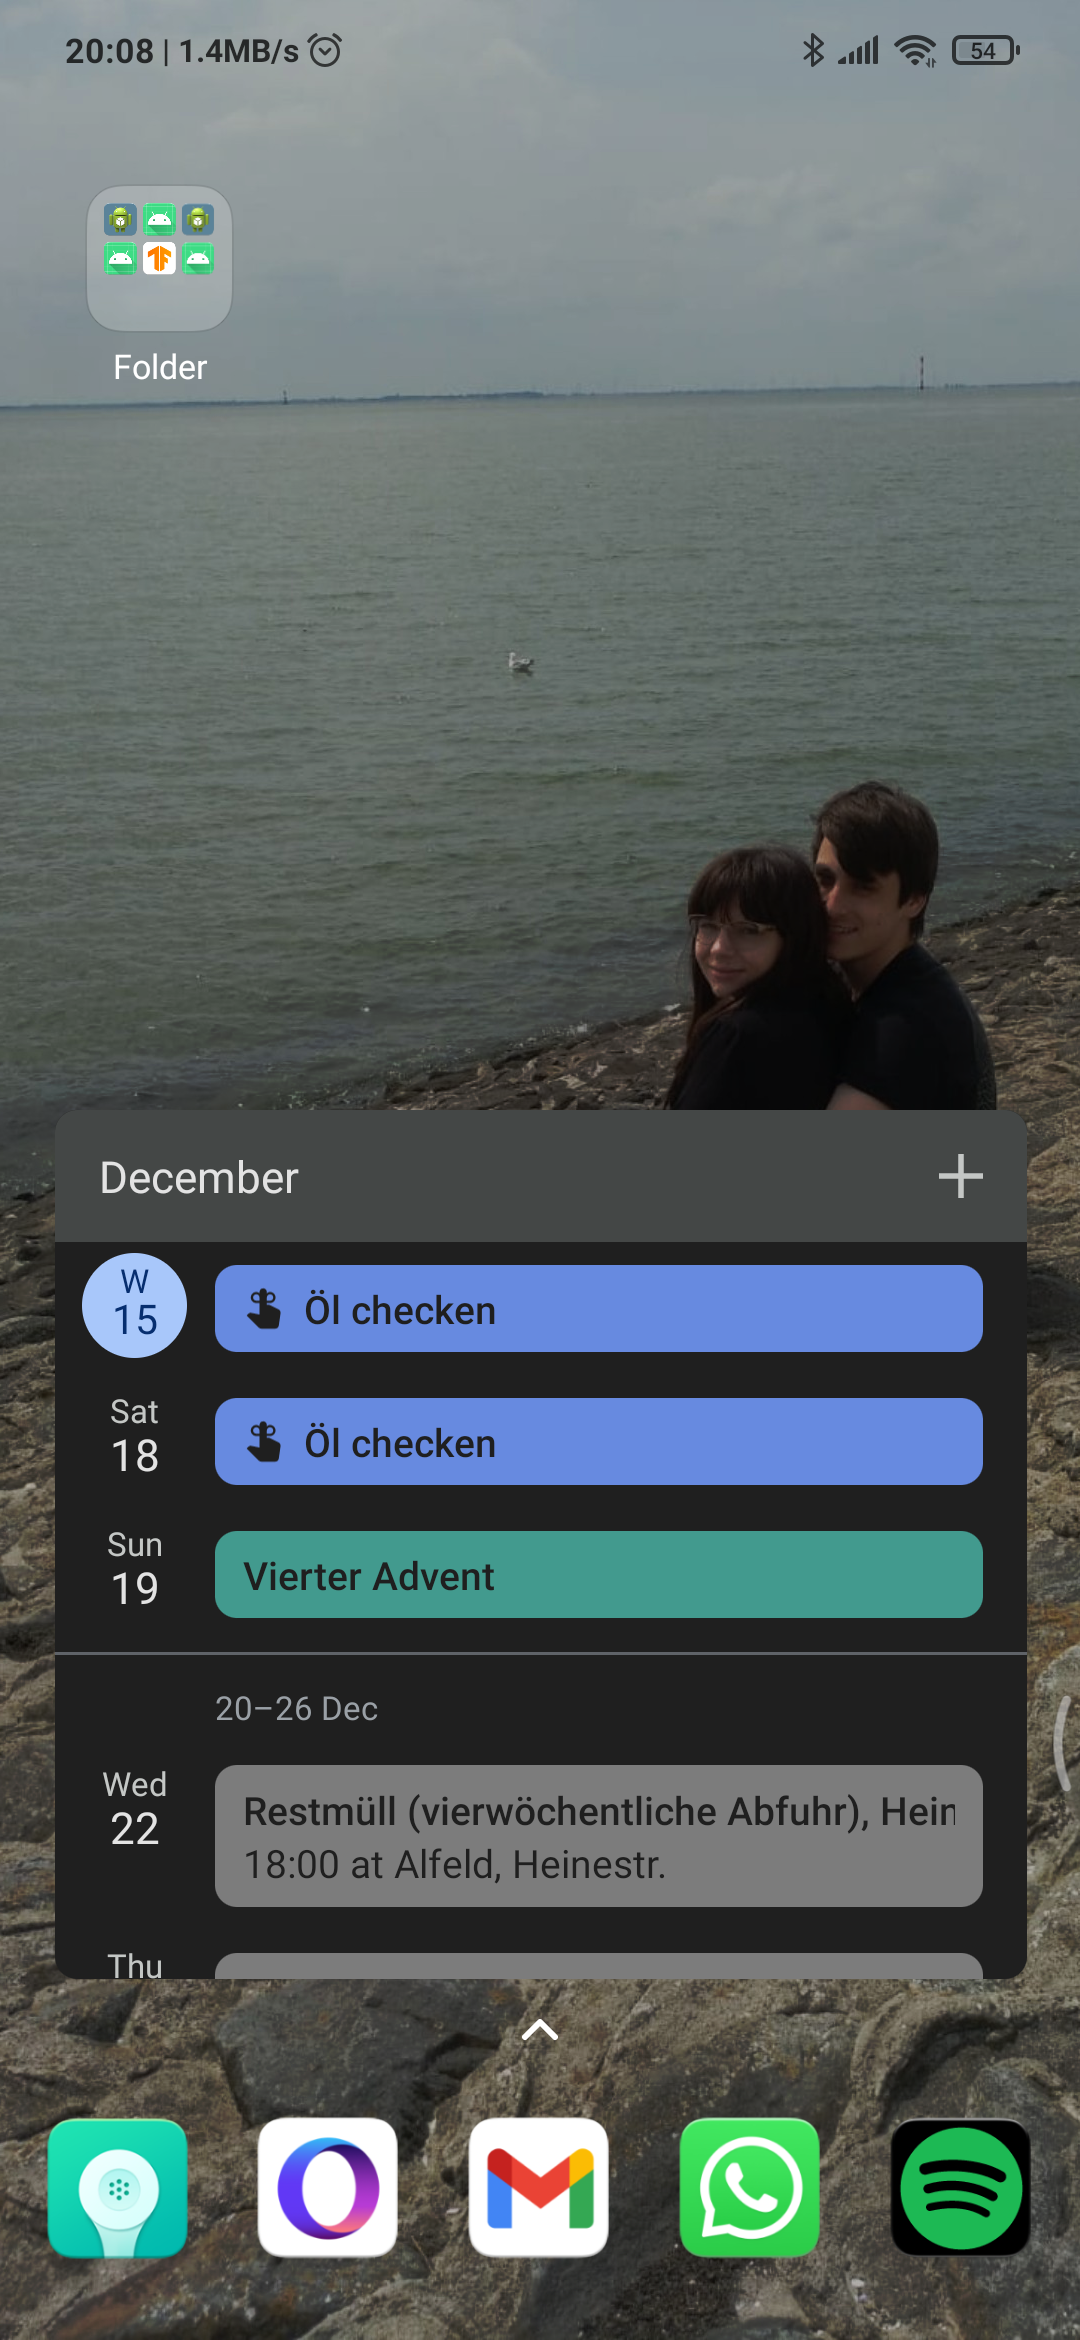 20:08 | 1.4MB/s
54
Folder
December
W
15
Öl checken
Sat
18
Öl checken
Sun
19
Vierter Advent
20–26 Dec
Wed
22
Restmüll (vierwöchentliche Abfuhr), Hein
18:00 at Alfeld, Heinestr.
Thu